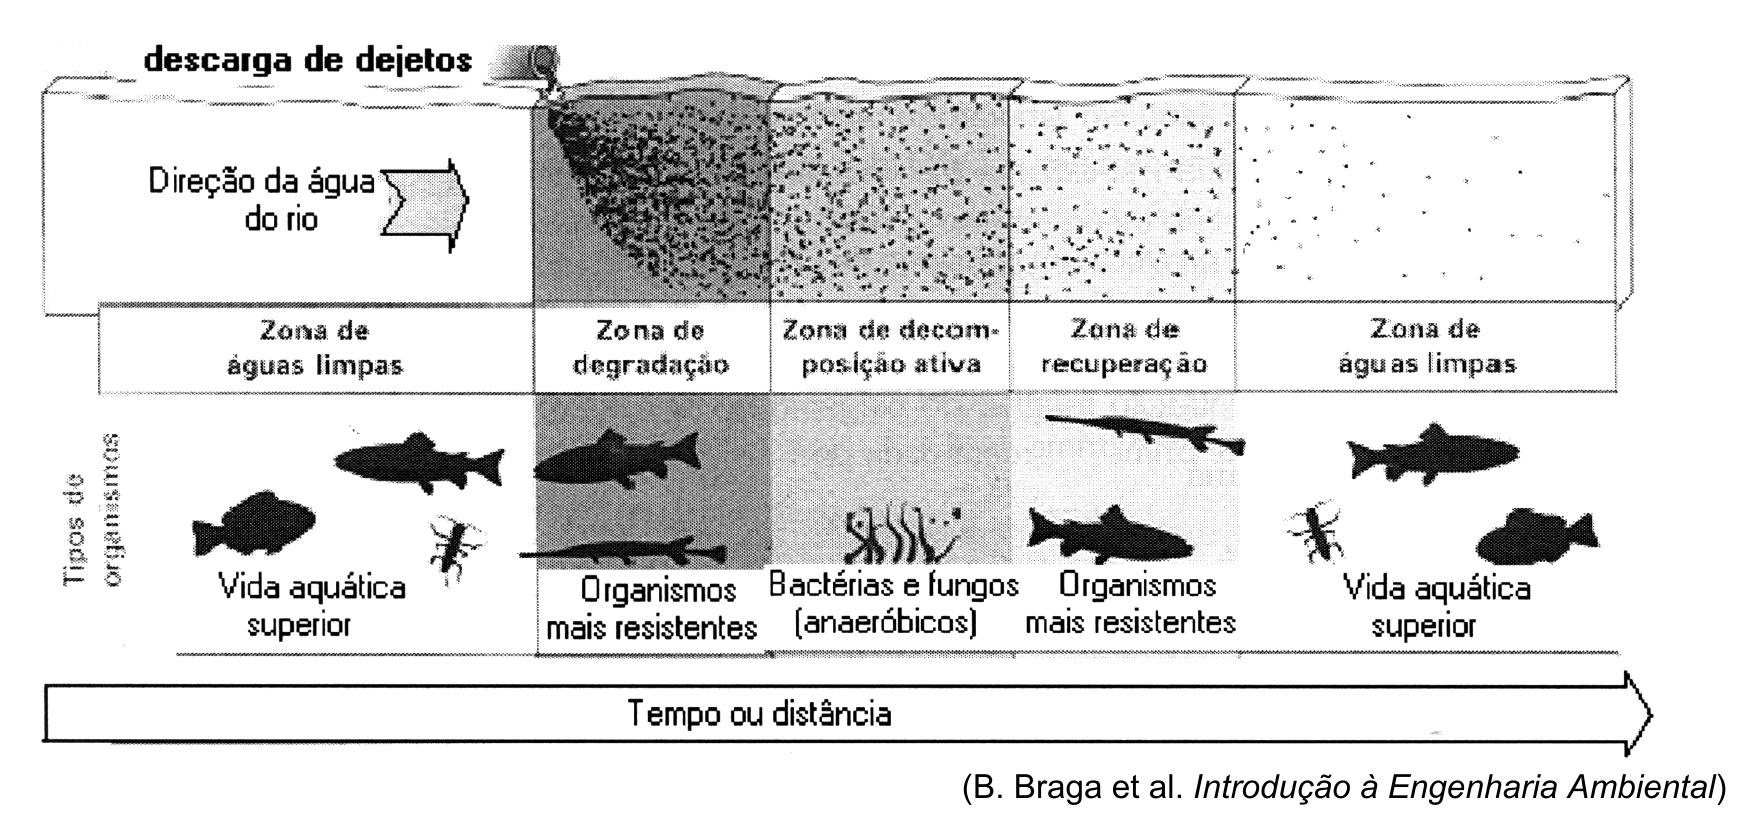 descarga de dejetos
Direção da água
do rio
Zona de
águas limpas
Zona de
degradação
Zona de decom-
posição ativa
Zona de
recuperação
Zona de
águas limpas
Tipos de
organismos
Vida aquática
superior
Organismos
mais resistentes
Bactérias e fungos
(anaeróbicos)
Organismos
mais resistentes
Vida aquática
superior
Tempo ou distância
(B. Braga et al. Introdução à Engenharia Ambiental)